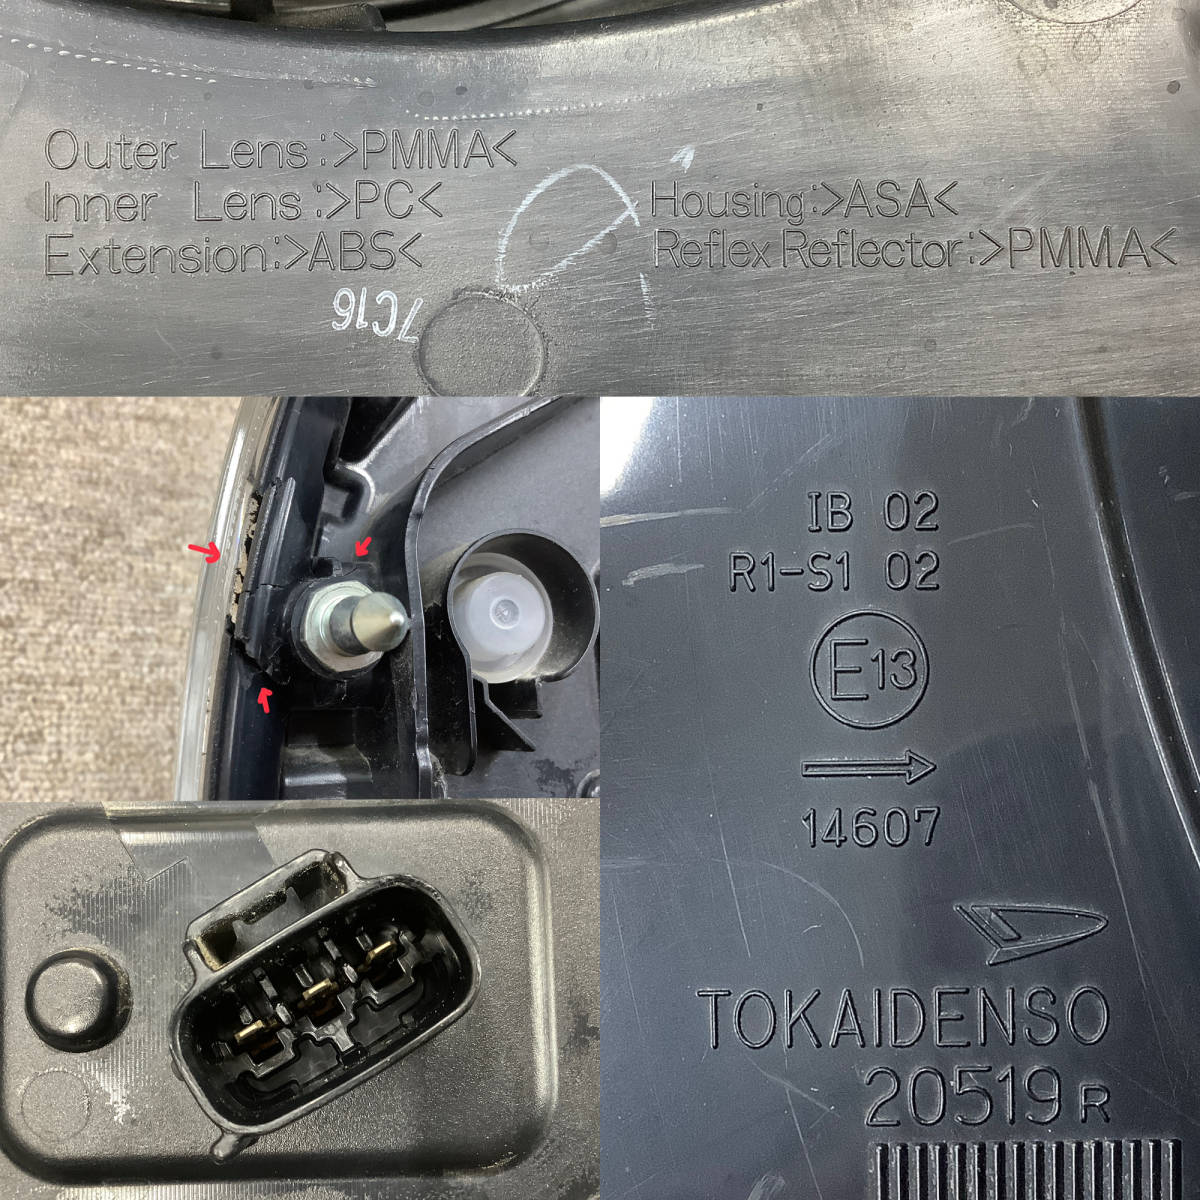 Outer Lens:>PMMA<
Inner Lens:>PC<
Extension:>ABS<
Housing:>ASA<
Reflex Reflector:>PMMA<
7C16
IB 02
R1-S1 02
E13
14607
TOKAIDENSO
20519R